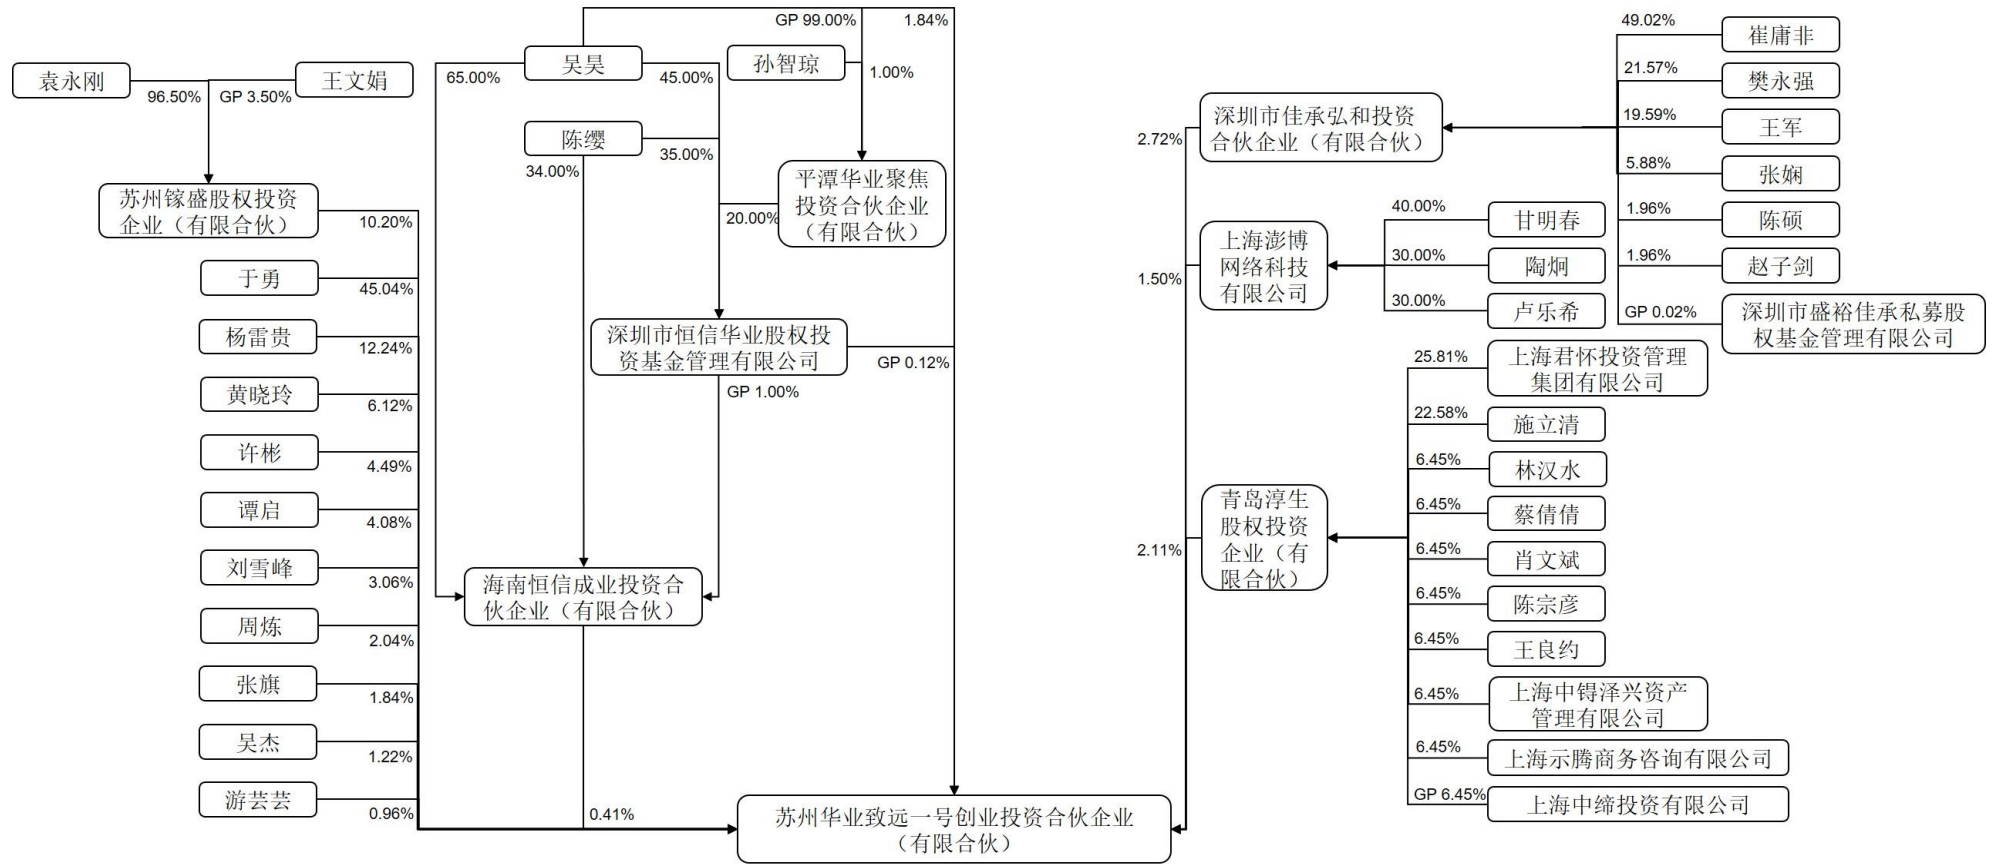 GP 99.00%
1.84%
吴昊
孙智琼
65.00%
45.00%
1.00%
袁永刚
王文娟
96.50%
GP 3.50%
陈缨
35.00%
34.00%
平潭华业聚焦
投资合伙企业
（有限合伙）
20.00%
苏州镓盛股权投资
企业（有限合伙）
10.20%
于勇
45.04%
杨雷贵
12.24%
黄晓玲
6.12%
许彬
4.49%
谭启
4.08%
刘雪峰
3.06%
周炼
2.04%
张旗
1.84%
吴杰
1.22%
游芸芸
0.96%
深圳市恒信华业股权投
资基金管理有限公司
GP 0.12%
GP 1.00%
海南恒信成业投资合
伙企业（有限合伙）
0.41%
苏州华业致远一号创业投资合伙企业
（有限合伙）
2.72%
深圳市佳承弘和投资
合伙企业（有限合伙）
49.02%
崔庸非
21.57%
樊永强
19.59%
王军
5.88%
张娴
1.96%
陈硕
1.96%
赵子剑
GP 0.02%
深圳市盛裕佳承私募股
权基金管理有限公司
1.50%
上海澎博
网络科技
有限公司
40.00%
甘明春
30.00%
陶炯
30.00%
卢乐希
2.11%
青岛淳生
股权投资
企业（有
限合伙）
25.81%
上海君怀投资管理
集团有限公司
22.58%
施立清
6.45%
林汉水
6.45%
蔡倩倩
6.45%
肖文斌
6.45%
陈宗彦
6.45%
王良约
6.45%
上海中锝泽兴资产
管理有限公司
6.45%
上海示腾商务咨询有限公司
GP 6.45%
上海中缔投资有限公司